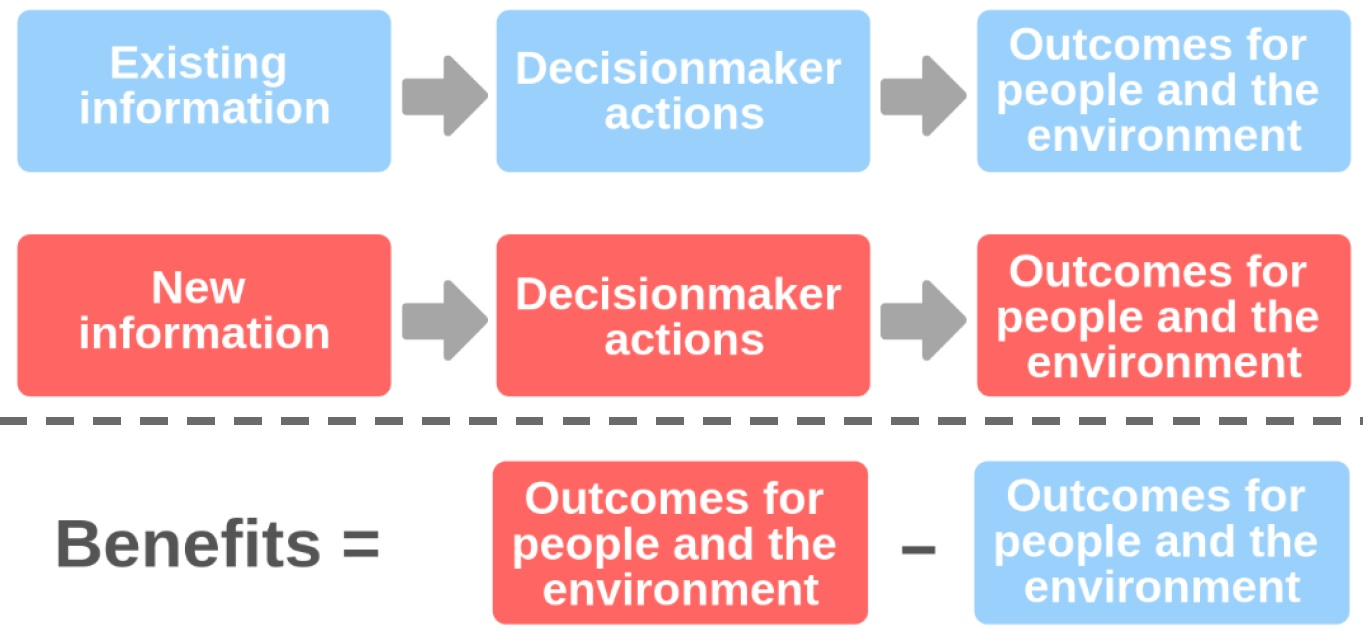 Existing
information
Decisionmaker
actions
Outcomes for
people and the
environment
New
information
Decisionmaker
actions
Outcomes for
people and the
environment
Benefits =
Outcomes for
people and the
environment
–
Outcomes for
people and the
environment